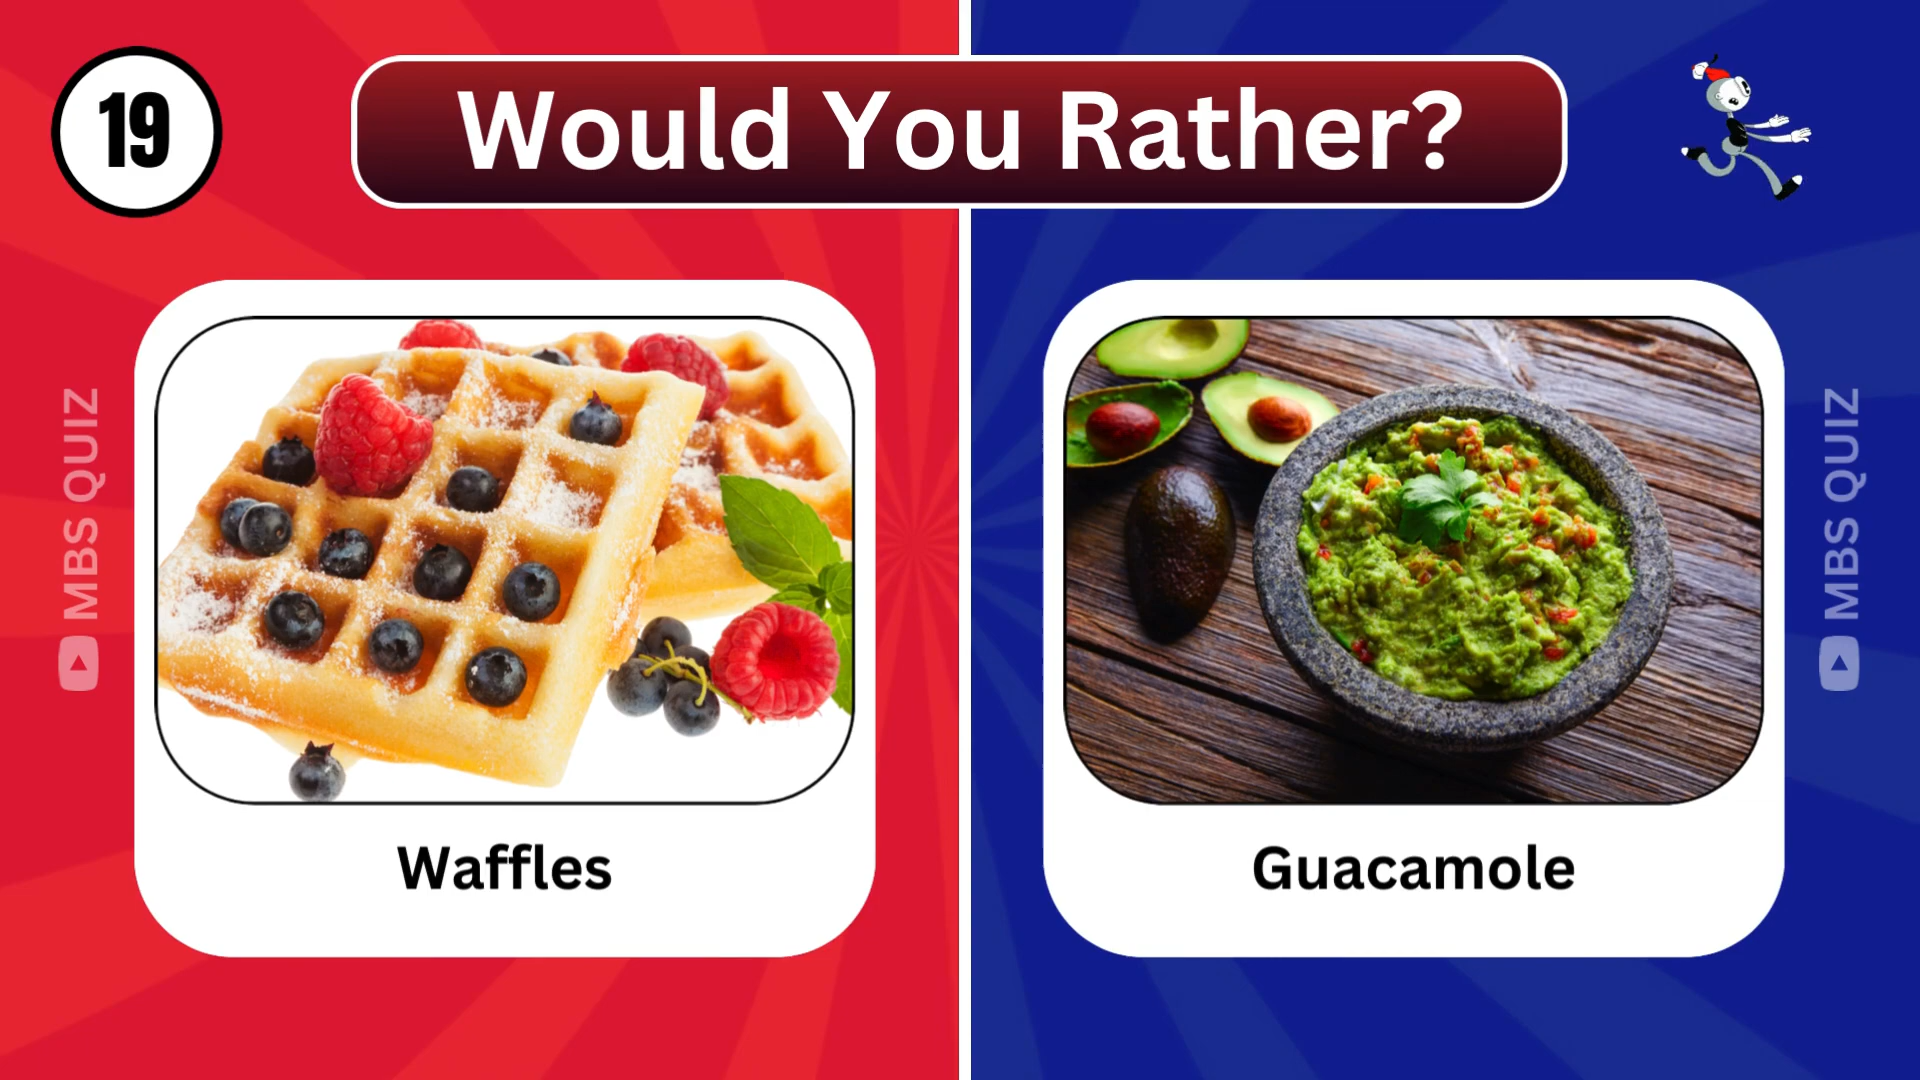 19
Would You Rather?
MBS QUIZ
Waffles
Guacamole
MBS QUIZ